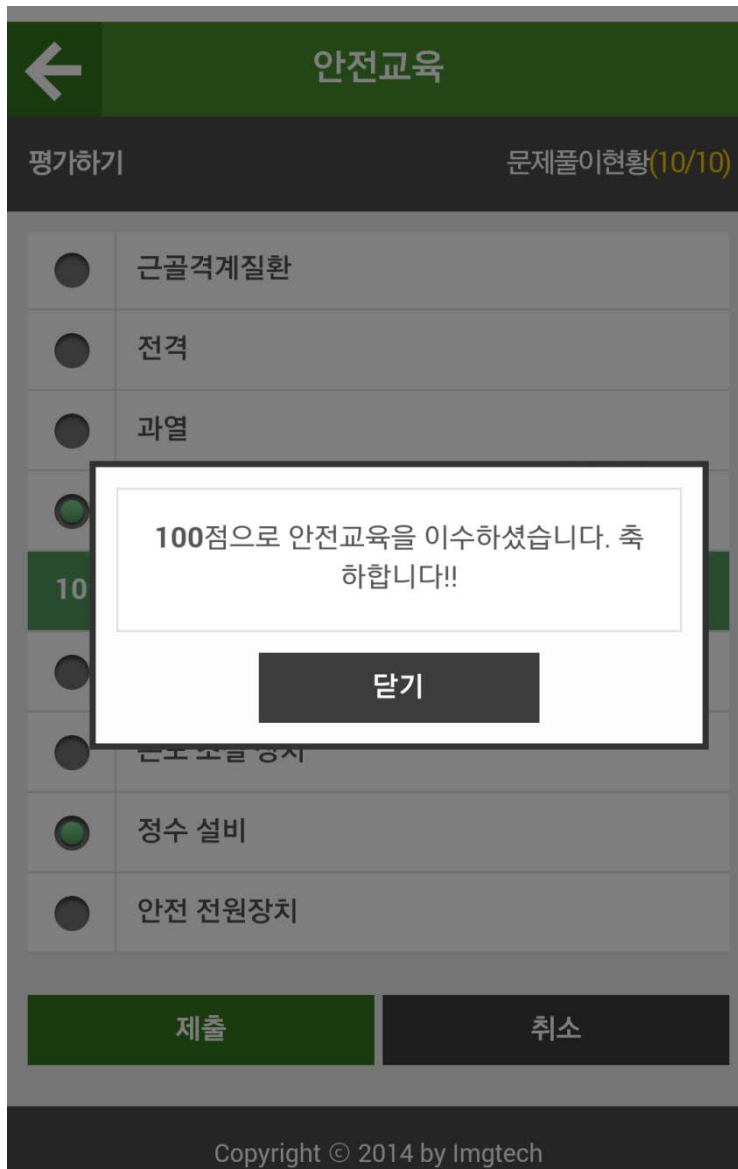 안전교육
평가하기
문제풀이현황(10/10)
근골격계질환
전격
과열
100점으로 안전교육을 이수하셨습니다. 축
하합니다!!
10
닫기
정수 설비
안전 전원장치
제출
취소
Copyright ⓒ 2014 by Imgtech